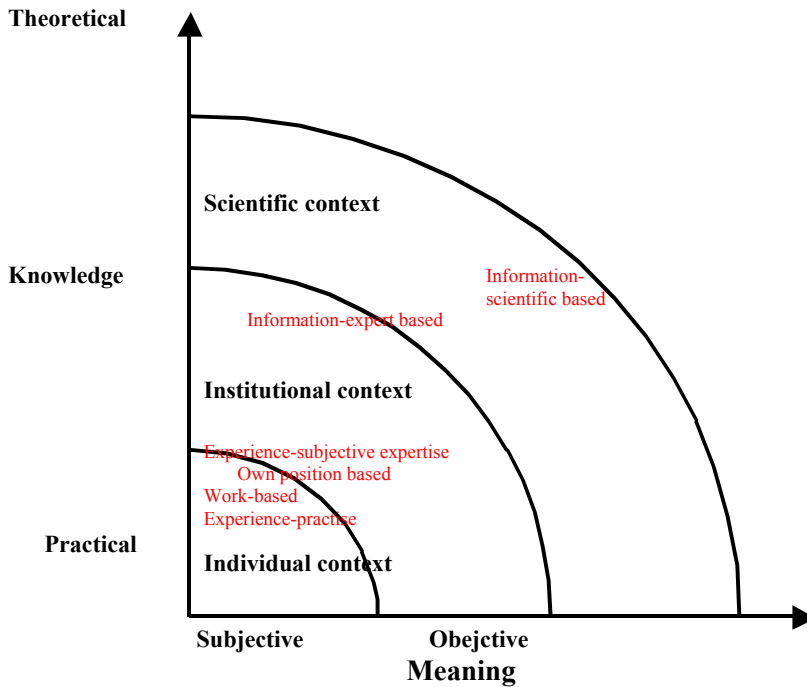 Theoretical
Scientific context
Knowledge
Information-
scientific based
Information-expert based
Institutional context
Experience-subjective expertise
Own position based
Work-based
Experience-practise
Practical
Individual context
Subjective
Obejctive
Meaning